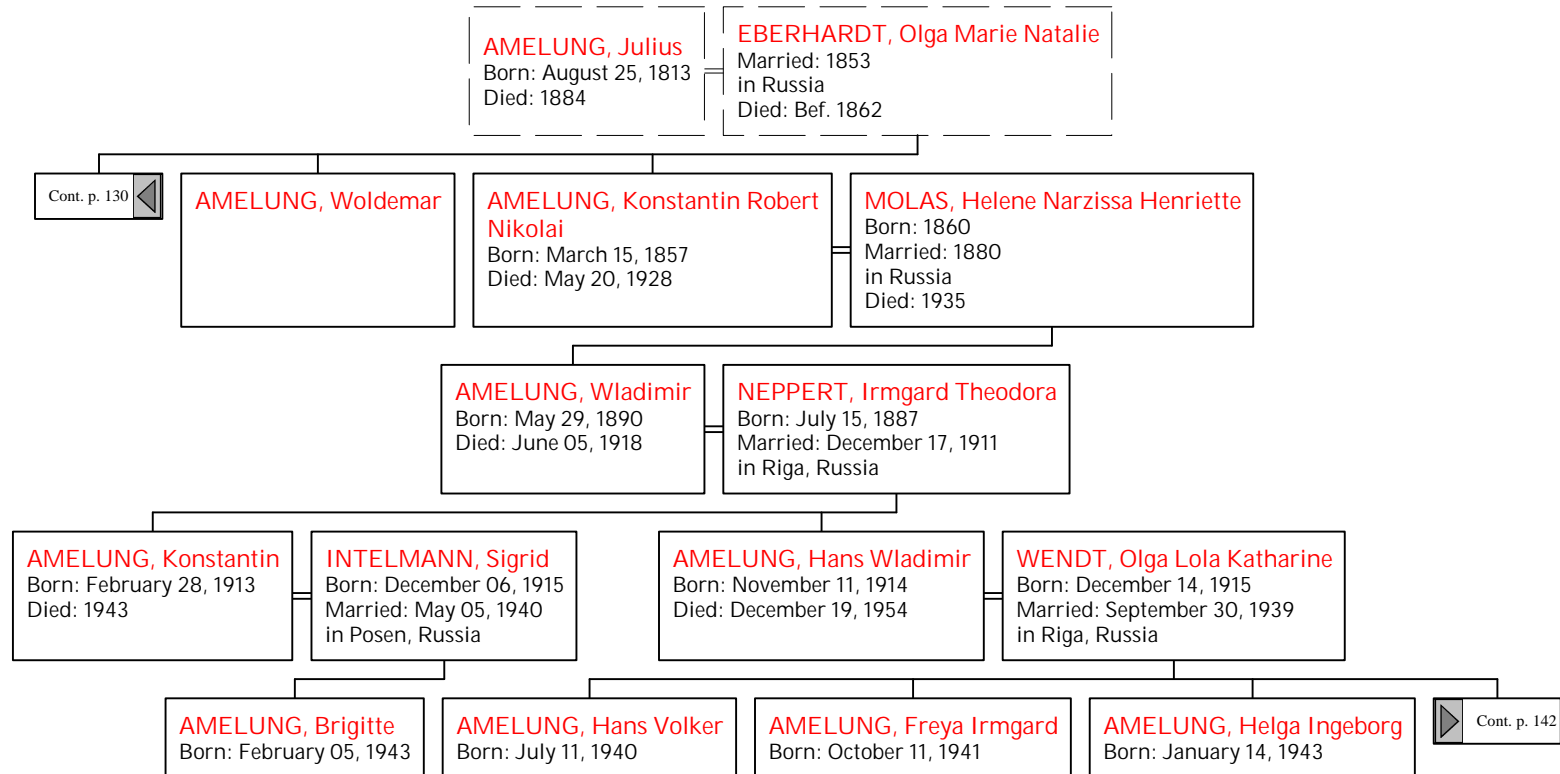 AMELUNG, Julius
Born: August 25, 1813
Died: 1884
EBERHARDT, Olga Marie Natalie
Married: 1853
in Russia
Died: Bef. 1862
Cont. p. 130
AMELUNG, Woldemar
AMELUNG, Konstantin Robert
Nikolai
Born: March 15, 1857
Died: May 20, 1928
MOLAS, Helene Narzissa Henriette
Born: 1860
Married: 1880
in Russia
Died: 1935
AMELUNG, Wladimir
Born: May 29, 1890
Died: June 05, 1918
NEPPERT, Irmgard Theodora
Born: July 15, 1887
Married: December 17, 1911
in Riga, Russia
AMELUNG, Konstantin
Born: February 28, 1913
Died: 1943
INTELMANN, Sigrid
Born: December 06, 1915
Married: May 05, 1940
in Posen, Russia
AMELUNG, Hans Wladimir
Born: November 11, 1914
Died: December 19, 1954
WENDT, Olga Lola Katharine
Born: December 14, 1915
Married: September 30, 1939
in Riga, Russia
AMELUNG, Brigitte
Born: February 05, 1943
AMELUNG, Hans Volker
Born: July 11, 1940
AMELUNG, Freya Irmgard
Born: October 11, 1941
AMELUNG, Helga Ingeborg
Born: January 14, 1943
Cont. p. 142